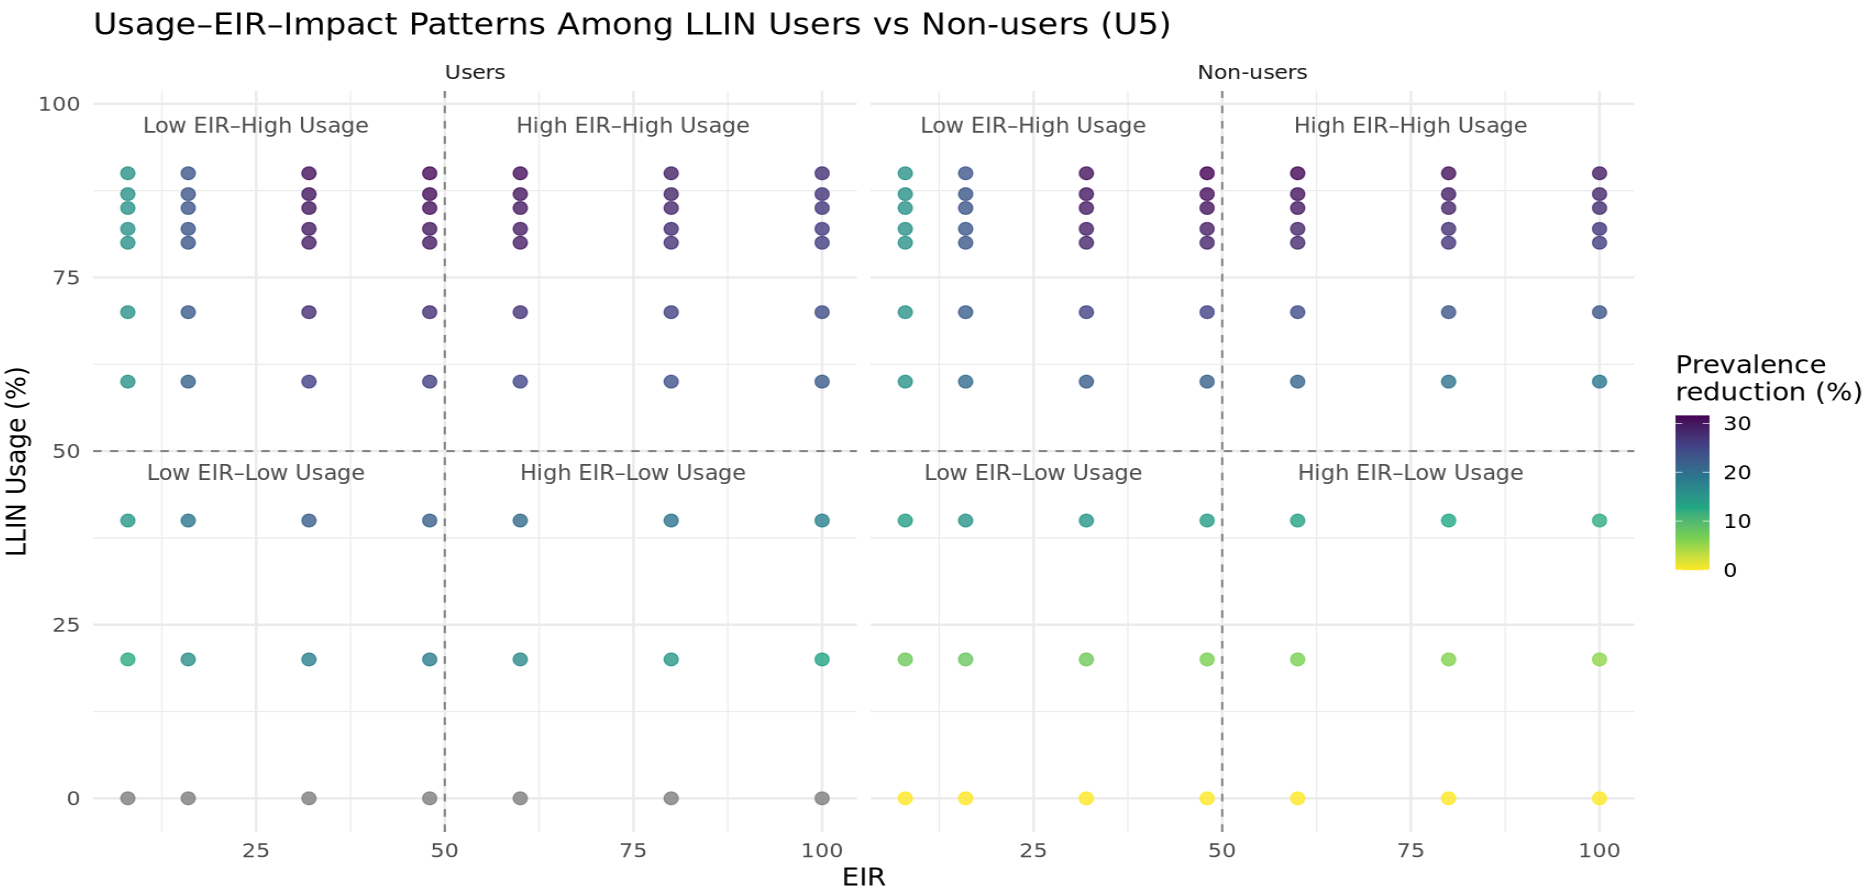 Usage–EIR–Impact Patterns Among LLIN Users vs Non-users (U5)
Users
Non-users
100
75
50
25
0
LLIN Usage (%)
Low EIR–High Usage
High EIR–High Usage
Low EIR–High Usage
High EIR–High Usage
Low EIR–Low Usage
High EIR–Low Usage
Low EIR–Low Usage
High EIR–Low Usage
25
50
75
100
25
50
75
100
EIR
Prevalence
reduction (%)
30
20
10
0